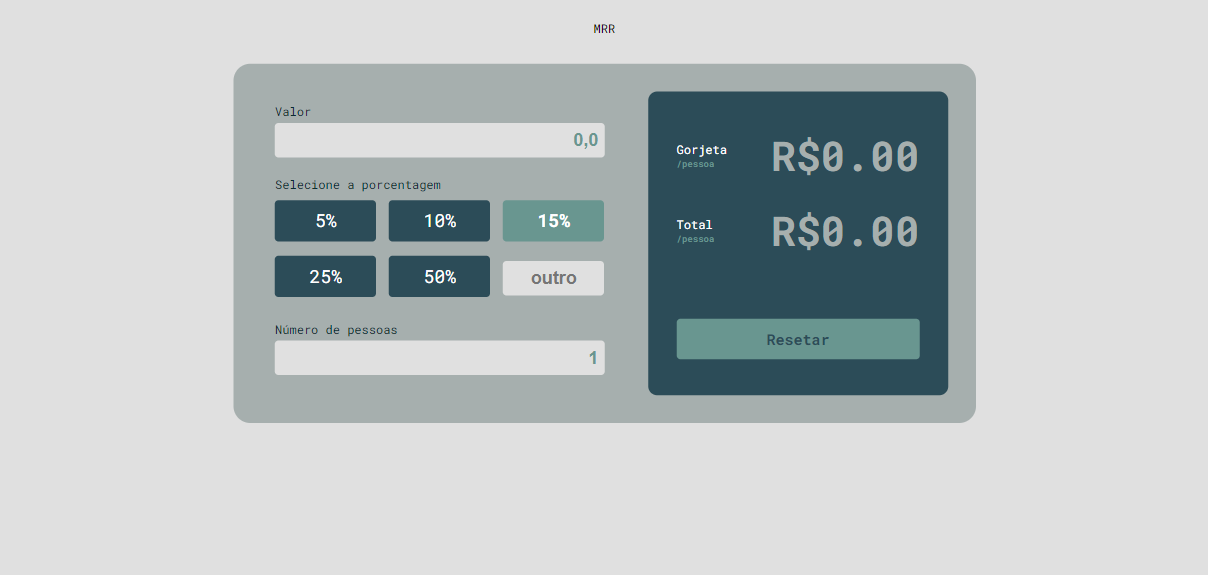 MRR
Valor
0,0
Selecione a porcentagem
5% 10% 15%
25% 50% outro
Número de pessoas
1
Gorjeta
/pessoa
R$0.00
Total
/pessoa
R$0.00
Resetar